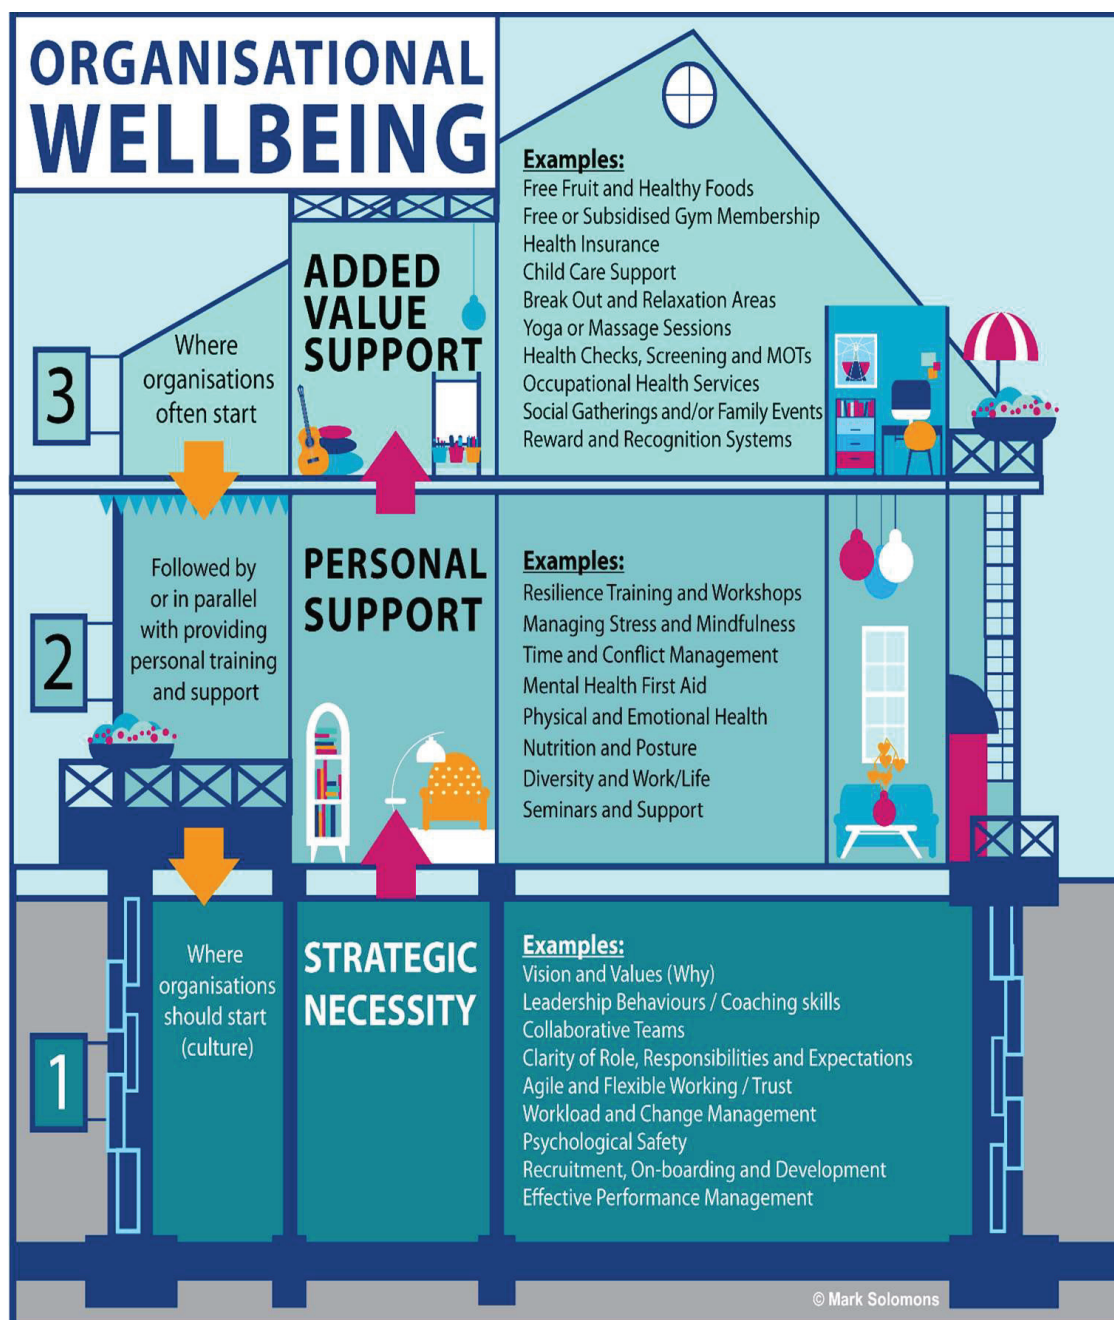 ORGANISATIONAL
WELLBEING
3
Where
organisations
often start
ADDED
VALUE
SUPPORT
Examples:
Free Fruit and Healthy Foods
Free or Subsidised Gym Membership
Health Insurance
Child Care Support
Break Out and Relaxation Areas
Yoga or Massage Sessions
Health Checks, Screening and MOTs
Occupational Health Services
Social Gatherings and/or Family Events
Reward and Recognition Systems
2
Followed by
or in parallel
with providing
personal training
and support
PERSONAL
SUPPORT
Examples:
Resilience Training and Workshops
Managing Stress and Mindfulness
Time and Conflict Management
Mental Health First Aid
Physical and Emotional Health
Nutrition and Posture
Diversity and Work/Life
Seminars and Support
1
Where
organisations
should start
(culture)
STRATEGIC
NECESSITY
Examples:
Vision and Values (Why)
Leadership Behaviours / Coaching skills
Collaborative Teams
Clarity of Role, Responsibilities and Expectations
Agile and Flexible Working / Trust
Workload and Change Management
Psychological Safety
Recruitment, On-boarding and Development
Effective Performance Management
© Mark Solomons